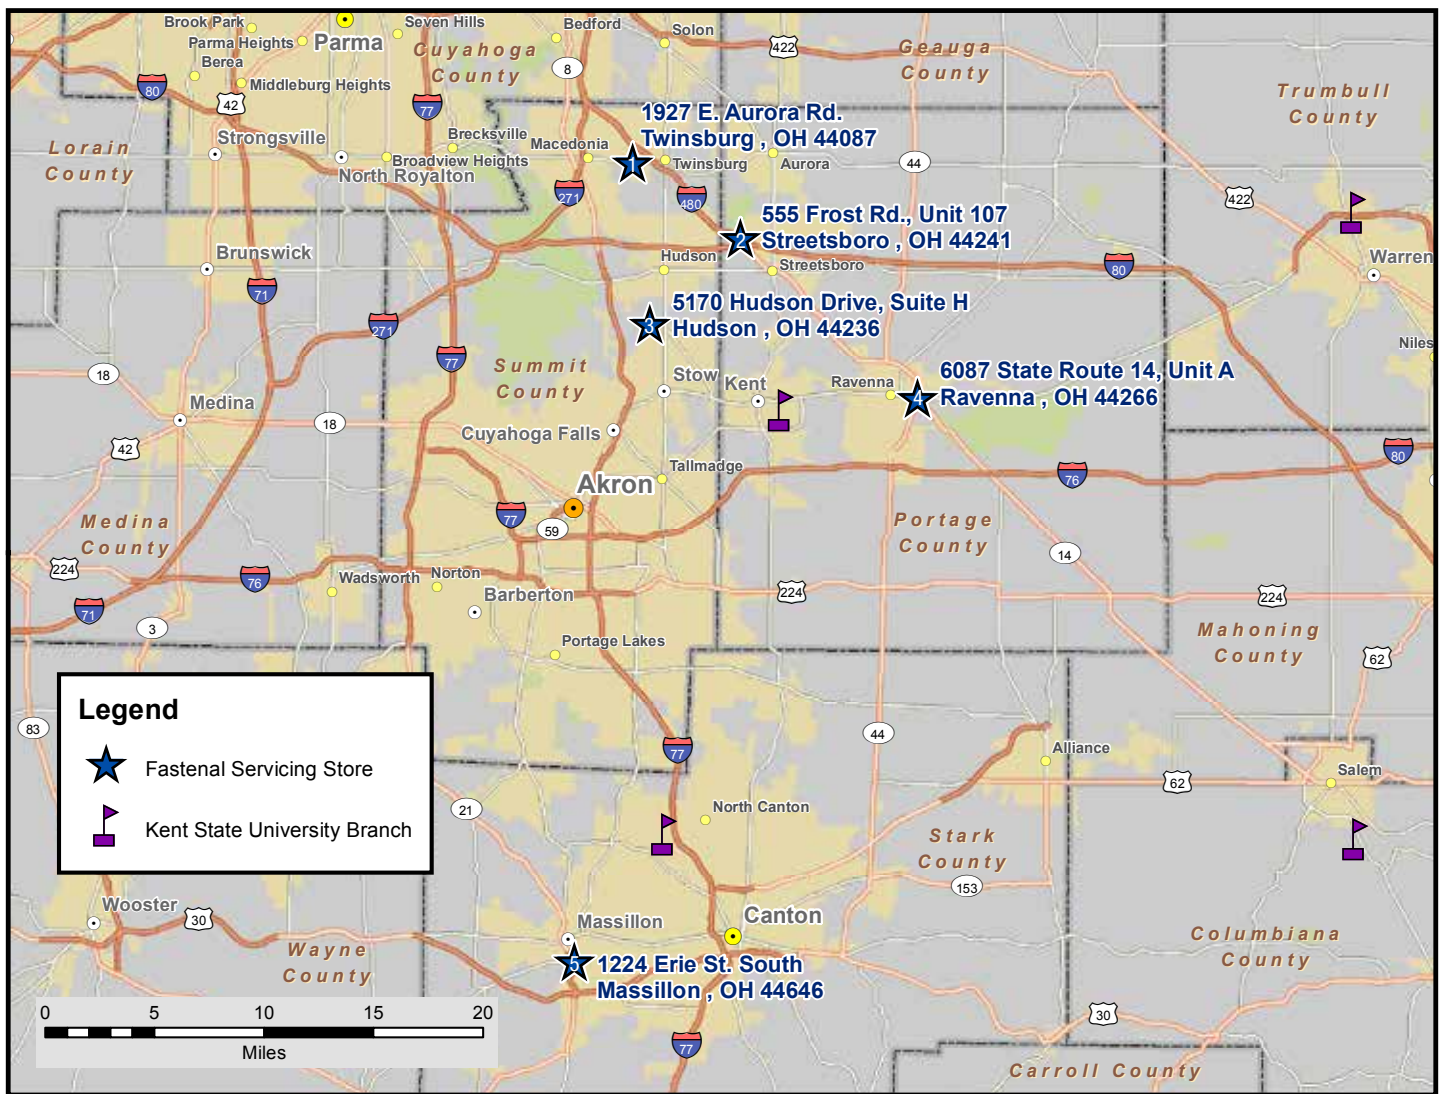 Brook Park
Seven Hills
Bedford
Solon
Parma Heights
Parma
Cuyahoga
County
422
Geauga
County
Berea
8
80
Middleburg Heights
42
77
Trumbull
County
1927 E. Aurora Rd.
Twinsburg , OH 44087
Strongsville
Brecksville
Macedonia
Lorain
County
Broadview Heights
1
Twinsburg
Aurora
44
North Royalton
271
480
422
555 Frost Rd., Unit 107
Streetsboro , OH 44241
2
Brunswick
Hudson
Streetsboro
80
Warren
71
5170 Hudson Drive, Suite H
Hudson , OH 44236
3
271
77
Niles
Summit
County
18
Stow
Kent
Ravenna
6087 State Route 14, Unit A
Ravenna , OH 44266
4
Medina
18
Cuyahoga Falls
42
80
Tallmadge
76
Akron
77
59
Medina
County
Portage
County
14
224
76
Wadsworth
Norton
Barberton
224
224
71
3
Portage Lakes
Mahoning
County
62
Legend
Fastenal Servicing Store
Kent State University Branch
83
44
77
Alliance
Salem
62
21
North Canton
Stark
County
153
Wooster
30
Massillon
Canton
Wayne
County
Columbiana
County
5
1224 Erie St. South
Massillon , OH 44646
0 5 10 15 20
Miles
30
77
Carroll County